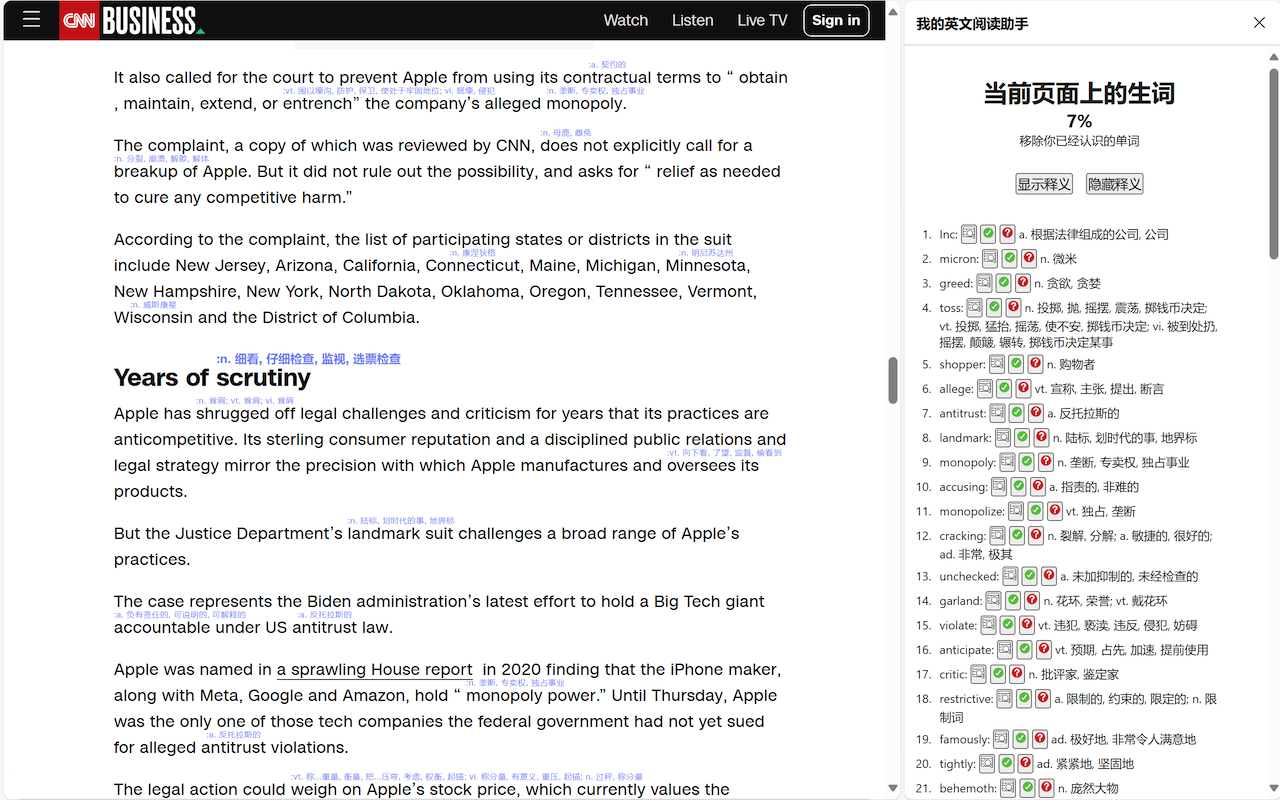 CNN BUSINESS Watch Listen Live TV Sign in
:a. 契约的
It also called for the court to prevent Apple from using its contractual terms to “ obtain
:vt. 围以壕沟, 防护, 保卫, 使处于牢固地位; vi. 掘壕, 侵犯 :n. 垄断, 专卖权, 独占事业
, maintain, extend, or entrench” the company’s alleged monopoly.
:n. 母鹿, 雌兔
The complaint, a copy of which was reviewed by CNN, does not explicitly call for a
:n. 分裂, 崩溃, 解散, 解体
breakup of Apple. But it did not rule out the possibility, and asks for “ relief as needed
to cure any competitive harm.”
According to the complaint, the list of participating states or districts in the suit
:n. 康涅狄格 :n. 明尼苏达州
include New Jersey, Arizona, California, Connecticut, Maine, Michigan, Minnesota,
New Hampshire, New York, North Dakota, Oklahoma, Oregon, Tennessee, Vermont,
:n. 威斯康星
Wisconsin and the District of Columbia.
:n. 细看, 仔细检查, 监视, 选票检查
Years of scrutiny
:n. 耸肩; vt. 耸肩; vi. 耸肩
Apple has shrugged off legal challenges and criticism for years that its practices are
anticompetitive. Its sterling consumer reputation and a disciplined public relations and
:vt. 向下看, 了望, 监督, 偷看到
legal strategy mirror the precision with which Apple manufactures and oversees its
products.
:n. 陆标, 划时代的事, 地界标
But the Justice Department’s landmark suit challenges a broad range of Apple’s
practices.
The case represents the Biden administration’s latest effort to hold a Big Tech giant
:a. 负有责任的, 可说明的, 可解释的 :a. 反托拉斯的
accountable under US antitrust law.
Apple was named in a sprawling House report in 2020 finding that the iPhone maker,
:n. 垄断, 专卖权, 独占事业
along with Meta, Google and Amazon, hold “ monopoly power.” Until Thursday, Apple
was the only one of those tech companies the federal government had not yet sued
:a. 反托拉斯的
for alleged antitrust violations.
:vt. 称...重量, 衡量, 把...压弯, 考虑, 权衡, 起锚; vi. 称分量, 有意义, 重压, 起锚; n. 过秤, 称分量
The legal action could weigh on Apple’s stock price, which currently values the
我的英文阅读助手
当前页面上的生词
7%
移除你已经认识的单词
显示释义 隐藏释义
1. Inc: a. 根据法律组成的公司, 公司
2. micron: n. 微米
3. greed: n. 贪欲, 贪婪
4. toss: n. 投掷, 抛, 摇摆, 震荡, 掷钱币决定;
vt. 投掷, 猛抬, 摇荡, 使不安, 掷钱币决定; vi. 被到处扔,
摇摆, 颠簸, 辗转, 掷钱币决定某事
5. shopper: n. 购物者
6. allege: vt. 宣称, 主张, 提出, 断言
7. antitrust: a. 反托拉斯的
8. landmark: n. 陆标, 划时代的事, 地界标
9. monopoly: n. 垄断, 专卖权, 独占事业
10. accusing: a. 指责的, 非难的
11. monopolize: vt. 独占, 垄断
12. cracking: n. 裂解, 分解; a. 敏捷的, 很好的;
ad. 非常, 极其
13. unchecked: a. 未加抑制的, 未经检查的
14. garland: n. 花环, 荣誉; vt. 戴花环
15. violate: vt. 违犯, 亵渎, 违反, 侵犯, 妨碍
16. anticipate: vt. 预期, 占先, 加速, 提前使用
17. critic: n. 批评家, 鉴定家
18. restrictive: a. 限制的, 约束的, 限定的; n. 限
制词
19. famously: ad. 极好地, 非常令人满意地
20. tightly: ad. 紧紧地, 坚固地
21. behemoth: n. 庞然大物